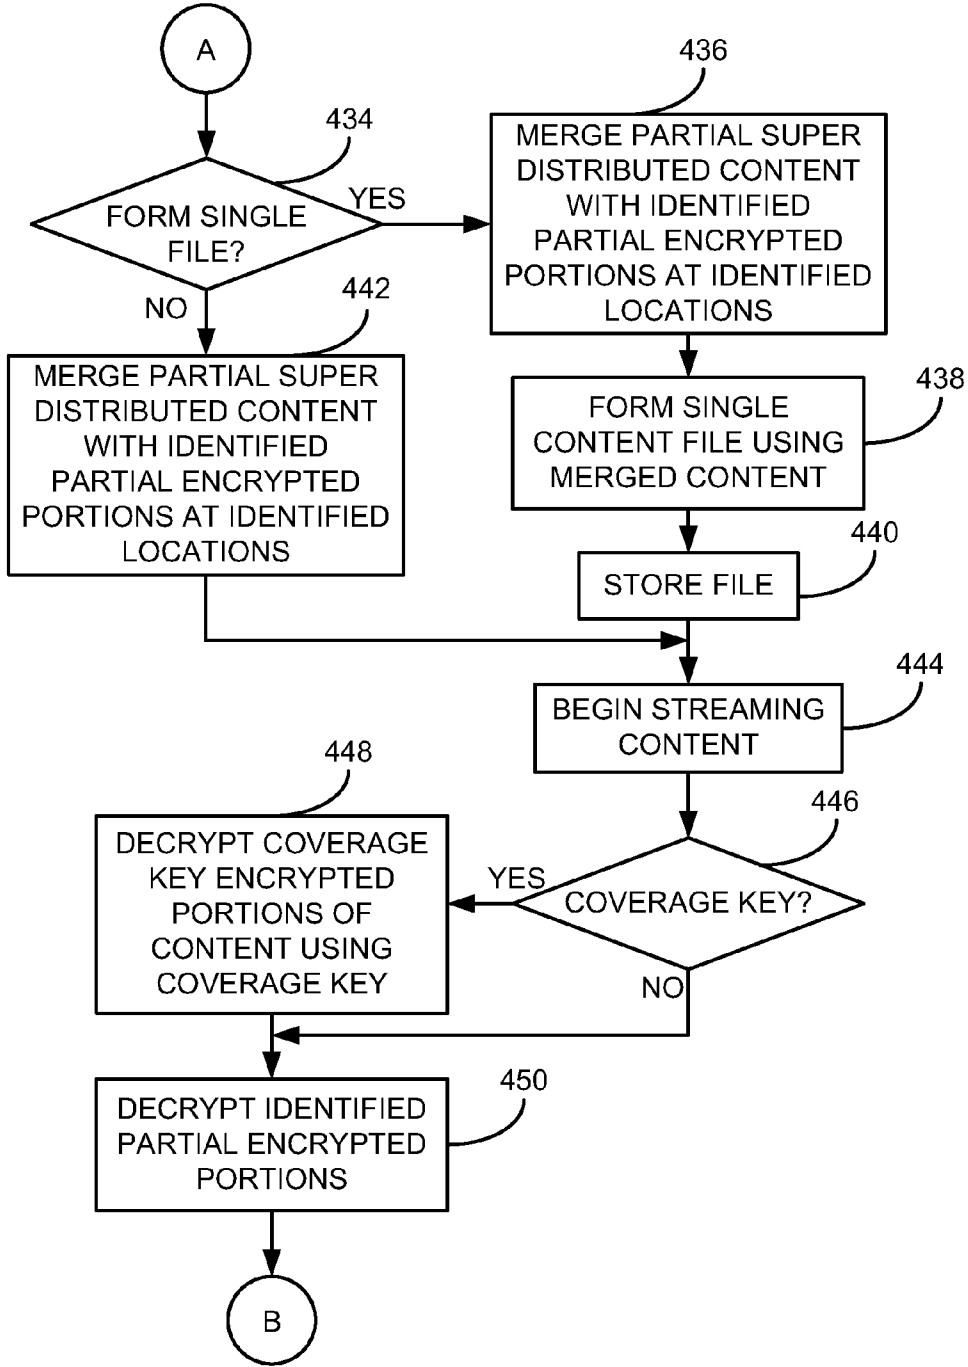 A
434
FORM SINGLE
FILE?
YES
NO
436
MERGE PARTIAL SUPER
DISTRIBUTED CONTENT
WITH IDENTIFIED
PARTIAL ENCRYPTED
PORTIONS AT IDENTIFIED
LOCATIONS
442
MERGE PARTIAL SUPER
DISTRIBUTED CONTENT
WITH IDENTIFIED
PARTIAL ENCRYPTED
PORTIONS AT IDENTIFIED
LOCATIONS
438
FORM SINGLE
CONTENT FILE USING
MERGED CONTENT
440
STORE FILE
444
BEGIN STREAMING
CONTENT
446
COVERAGE KEY?
YES
NO
448
DECRYPT COVERAGE
KEY ENCRYPTED
PORTIONS OF
CONTENT USING
COVERAGE KEY
450
DECRYPT IDENTIFIED
PARTIAL ENCRYPTED
PORTIONS
B